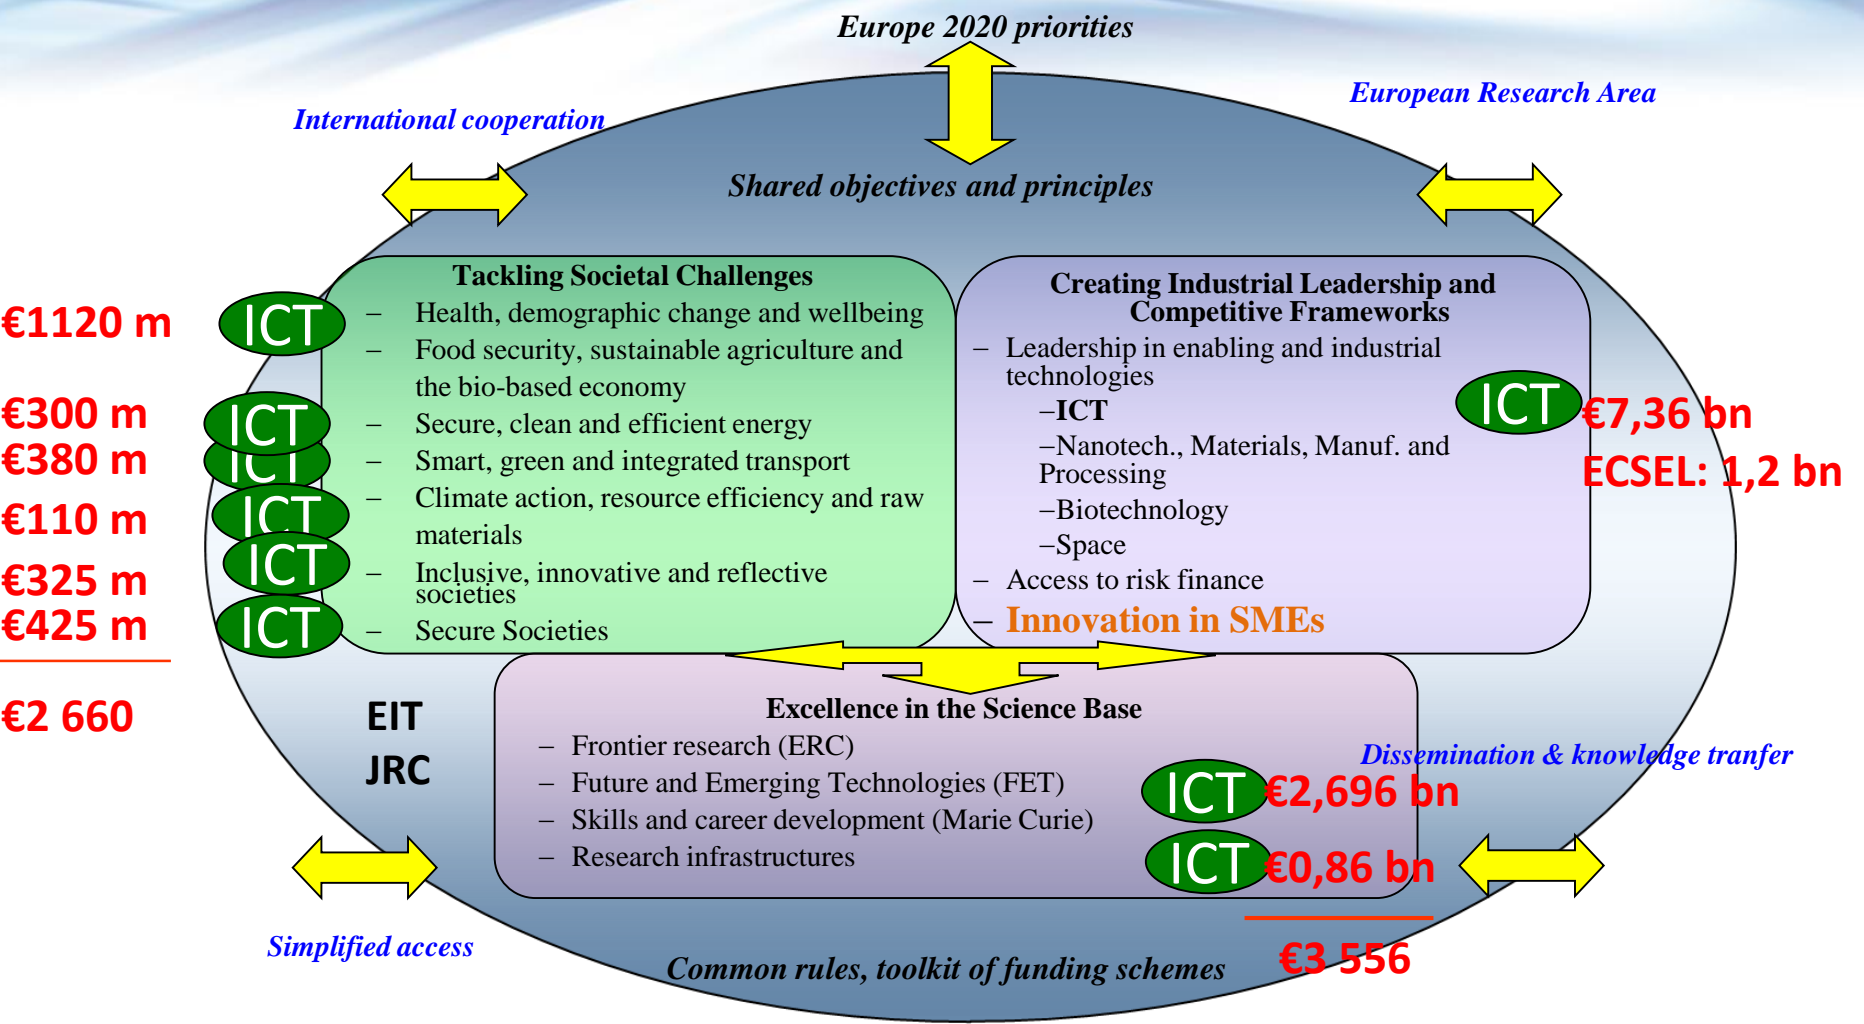 Europe 2020 priorities
European Research Area
International cooperation
Shared objectives and principles
Tackling Societal Challenges
– Health, demographic change and wellbeing
– Food security, sustainable agriculture and
the bio-based economy
– Secure, clean and efficient energy
– Smart, green and integrated transport
– Climate action, resource efficiency and raw
materials
– Inclusive, innovative and reflective
societies
– Secure Societies
€1120 m
ICT
€300 m
ICT
€380 m
ICT
€110 m
ICT
€325 m
ICT
€425 m
ICT
€2 660
Creating Industrial Leadership and
Competitive Frameworks
– Leadership in enabling and industrial
technologies
–ICT
–Nanotech., Materials, Manuf. and
Processing
–Biotechnology
–Space
– Access to risk finance
– Innovation in SMEs
ICT
€7,36 bn
ECSEL: 1,2 bn
EIT
JRC
Excellence in the Science Base
– Frontier research (ERC)
– Future and Emerging Technologies (FET)
– Skills and career development (Marie Curie)
– Research infrastructures
Dissemination & knowledge tranfer
ICT
€2,696 bn
ICT
€0,86 bn
€3 556
Simplified access
Common rules, toolkit of funding schemes